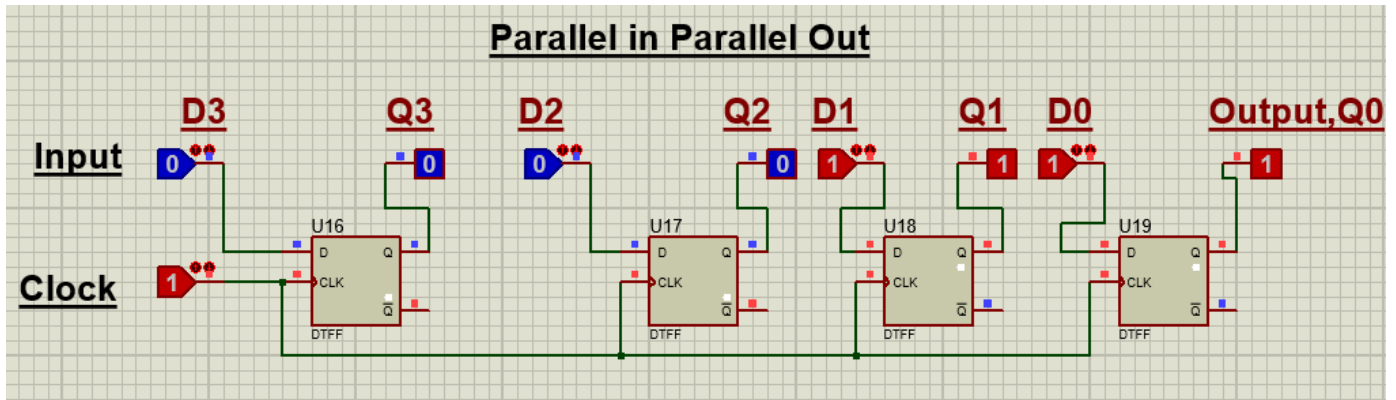 Parallel in Parallel Out
D3 Q3 D2 Q2 D1 Q1 D0 Output,Q0
Input 0 0 0 0 1 1 1 1
U16 U17 U18 U19
D Q D Q D Q D Q
Clock 1 CLK CLK CLK CLK
Q Q Q Q
DTFF DTFF DTFF DTFF